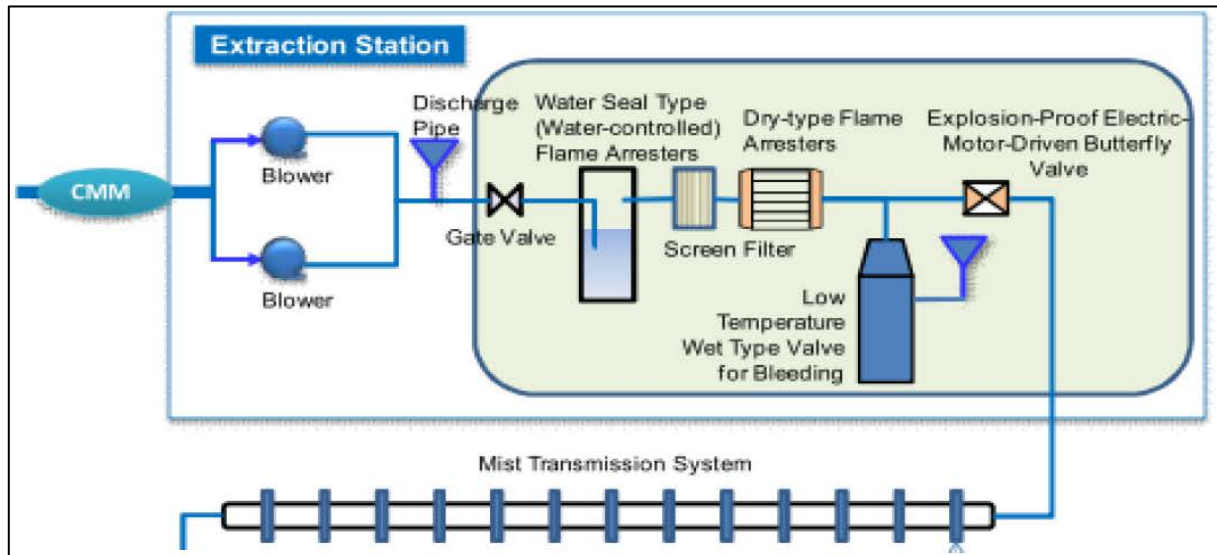 Extraction Station
Discharge
Pipe
Water Seal Type
(Water-controlled)
Flame Arresters
Dry-type Flame
Arresters
Explosion-Proof Electric-
Motor-Driven Butterfly
Valve
Blower
CMM
Gate Valve
Screen Filter
Blower
Low
Temperature
Wet Type Valve
for Bleeding
Mist Transmission System